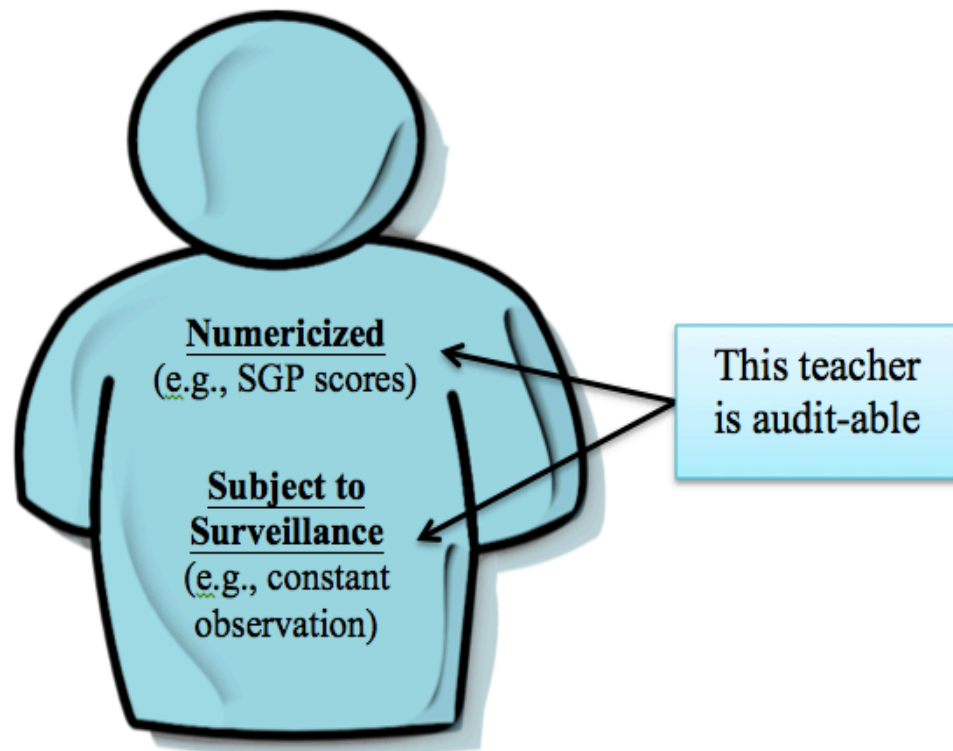 Numericized
(e.g., SGP scores)
Subject to
Surveillance
(e.g., constant
observation)
This teacher
is audit-able